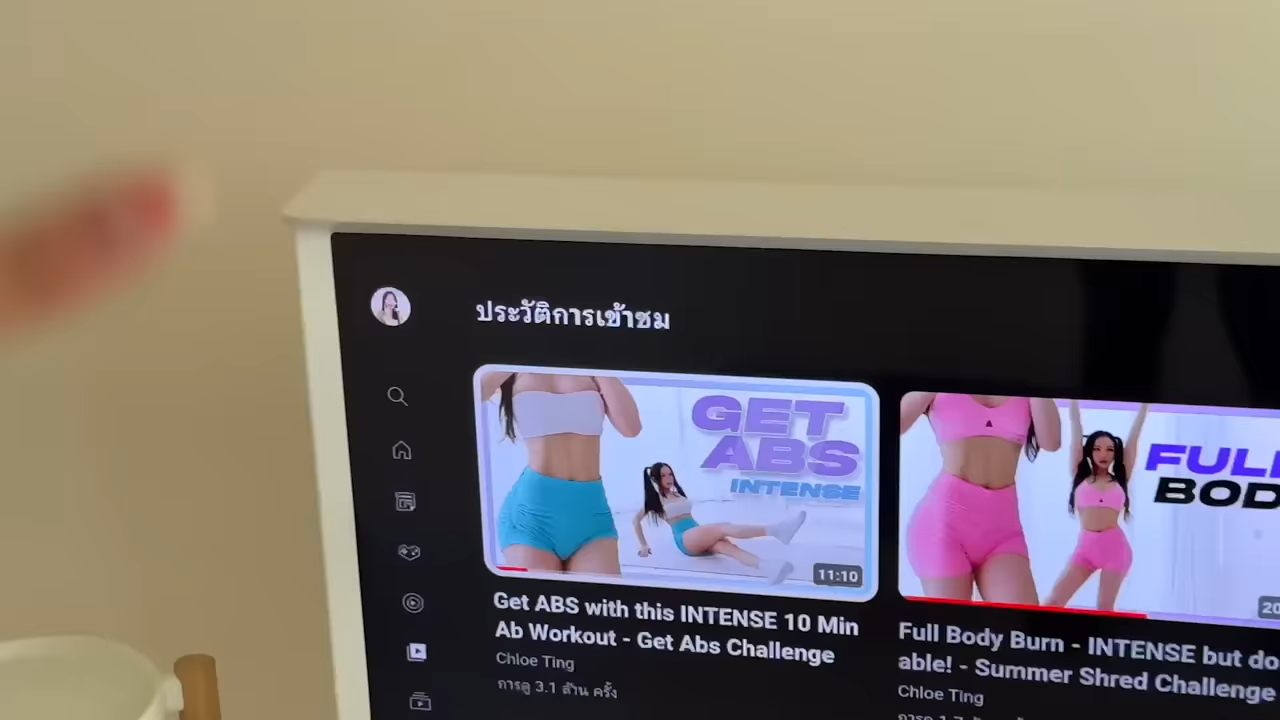 ประวัติการเข้าชม
GET
ABS
INTENSE
11:10
Get ABS with this INTENSE 10 Min
Ab Workout - Get Abs Challenge
Chloe Ting
การดู 3.1 ล้าน ครั้ง
FULL
BOD
20
Full Body Burn - INTENSE but do
able! - Summer Shred Challenge
Chloe Ting